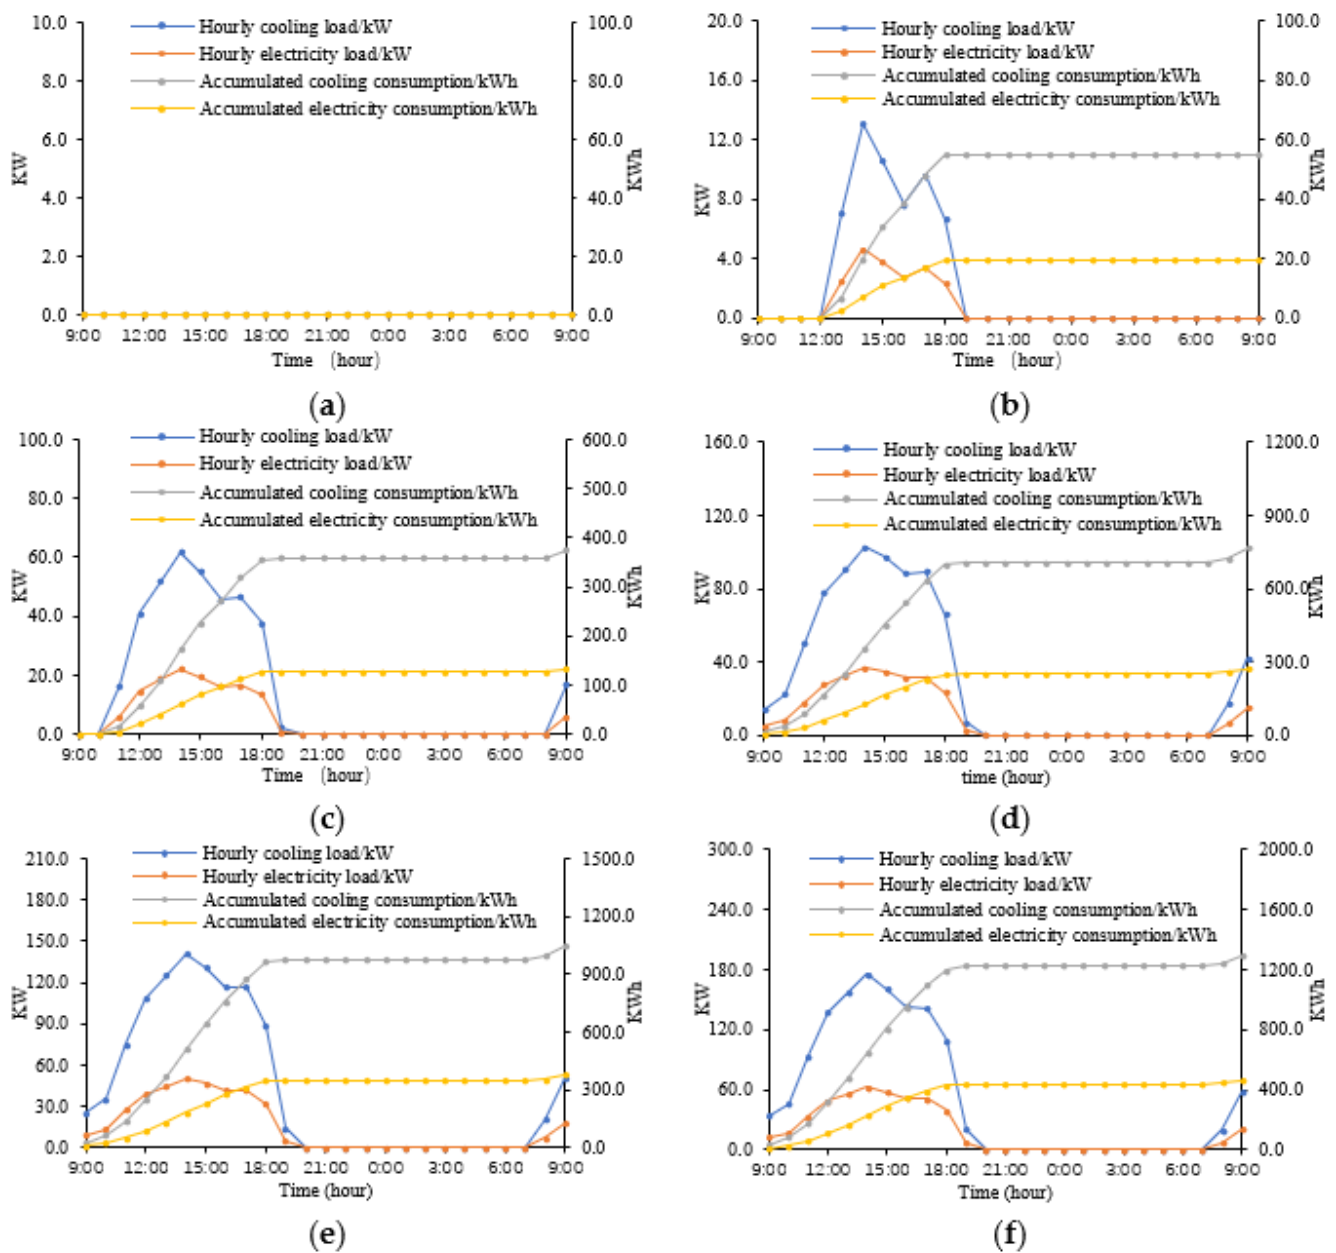 10.0
8.0
6.0
4.0
2.0
0.0
KW
100.0
80.0
60.0
40.0
20.0
0.0
KWh
Hourly cooling load/kW
Hourly electricity load/kW
Accumulated cooling consumption/kWh
Accumulated electricity consumption/kWh
9:00 12:00 15:00 18:00 21:00 0:00 3:00 6:00 9:00
Time (hour)
(a)
20.0
16.0
12.0
8.0
4.0
0.0
KW
100.0
80.0
60.0
40.0
20.0
0.0
KWh
Hourly cooling load/kW
Hourly electricity load/kW
Accumulated cooling consumption/kWh
Accumulated electricity consumption/kWh
9:00 12:00 15:00 18:00 21:00 0:00 3:00 6:00 9:00
Time (hour)
(b)
100.0
80.0
60.0
40.0
20.0
0.0
KW
600.0
500.0
400.0
300.0
200.0
100.0
0.0
KWh
Hourly cooling load/kW
Hourly electricity load/kW
Accumulated cooling consumption/kWh
Accumulated electricity consumption/kWh
9:00 12:00 15:00 18:00 21:00 0:00 3:00 6:00 9:00
Time (hour)
(c)
160.0
120.0
80.0
40.0
0.0
KW
1200.0
900.0
600.0
300.0
0.0
KWh
Hourly cooling load/kW
Hourly electricity load/kW
Accumulated cooling consumption/kWh
Accumulated electricity consumption/kWh
9:00 12:00 15:00 18:00 21:00 0:00 3:00 6:00 9:00
time (hour)
(d)
210.0
180.0
150.0
120.0
90.0
60.0
30.0
0.0
KW
1500.0
1200.0
900.0
600.0
300.0
0.0
KWh
Hourly cooling load/kW
Hourly electricity load/kW
Accumulated cooling consumption/kWh
Accumulated electricity consumption/kWh
9:00 12:00 15:00 18:00 21:00 0:00 3:00 6:00 9:00
Time (hour)
(e)
300.0
240.0
180.0
120.0
60.0
0.0
KW
2000.0
1600.0
1200.0
800.0
400.0
0.0
KWh
Hourly cooling load/kW
Hourly electricity load/kW
Accumulated cooling consumption/kWh
Accumulated electricity consumption/kWh
9:00 12:00 15:00 18:00 21:00 0:00 3:00 6:00 9:00
Time (hour)
(f)